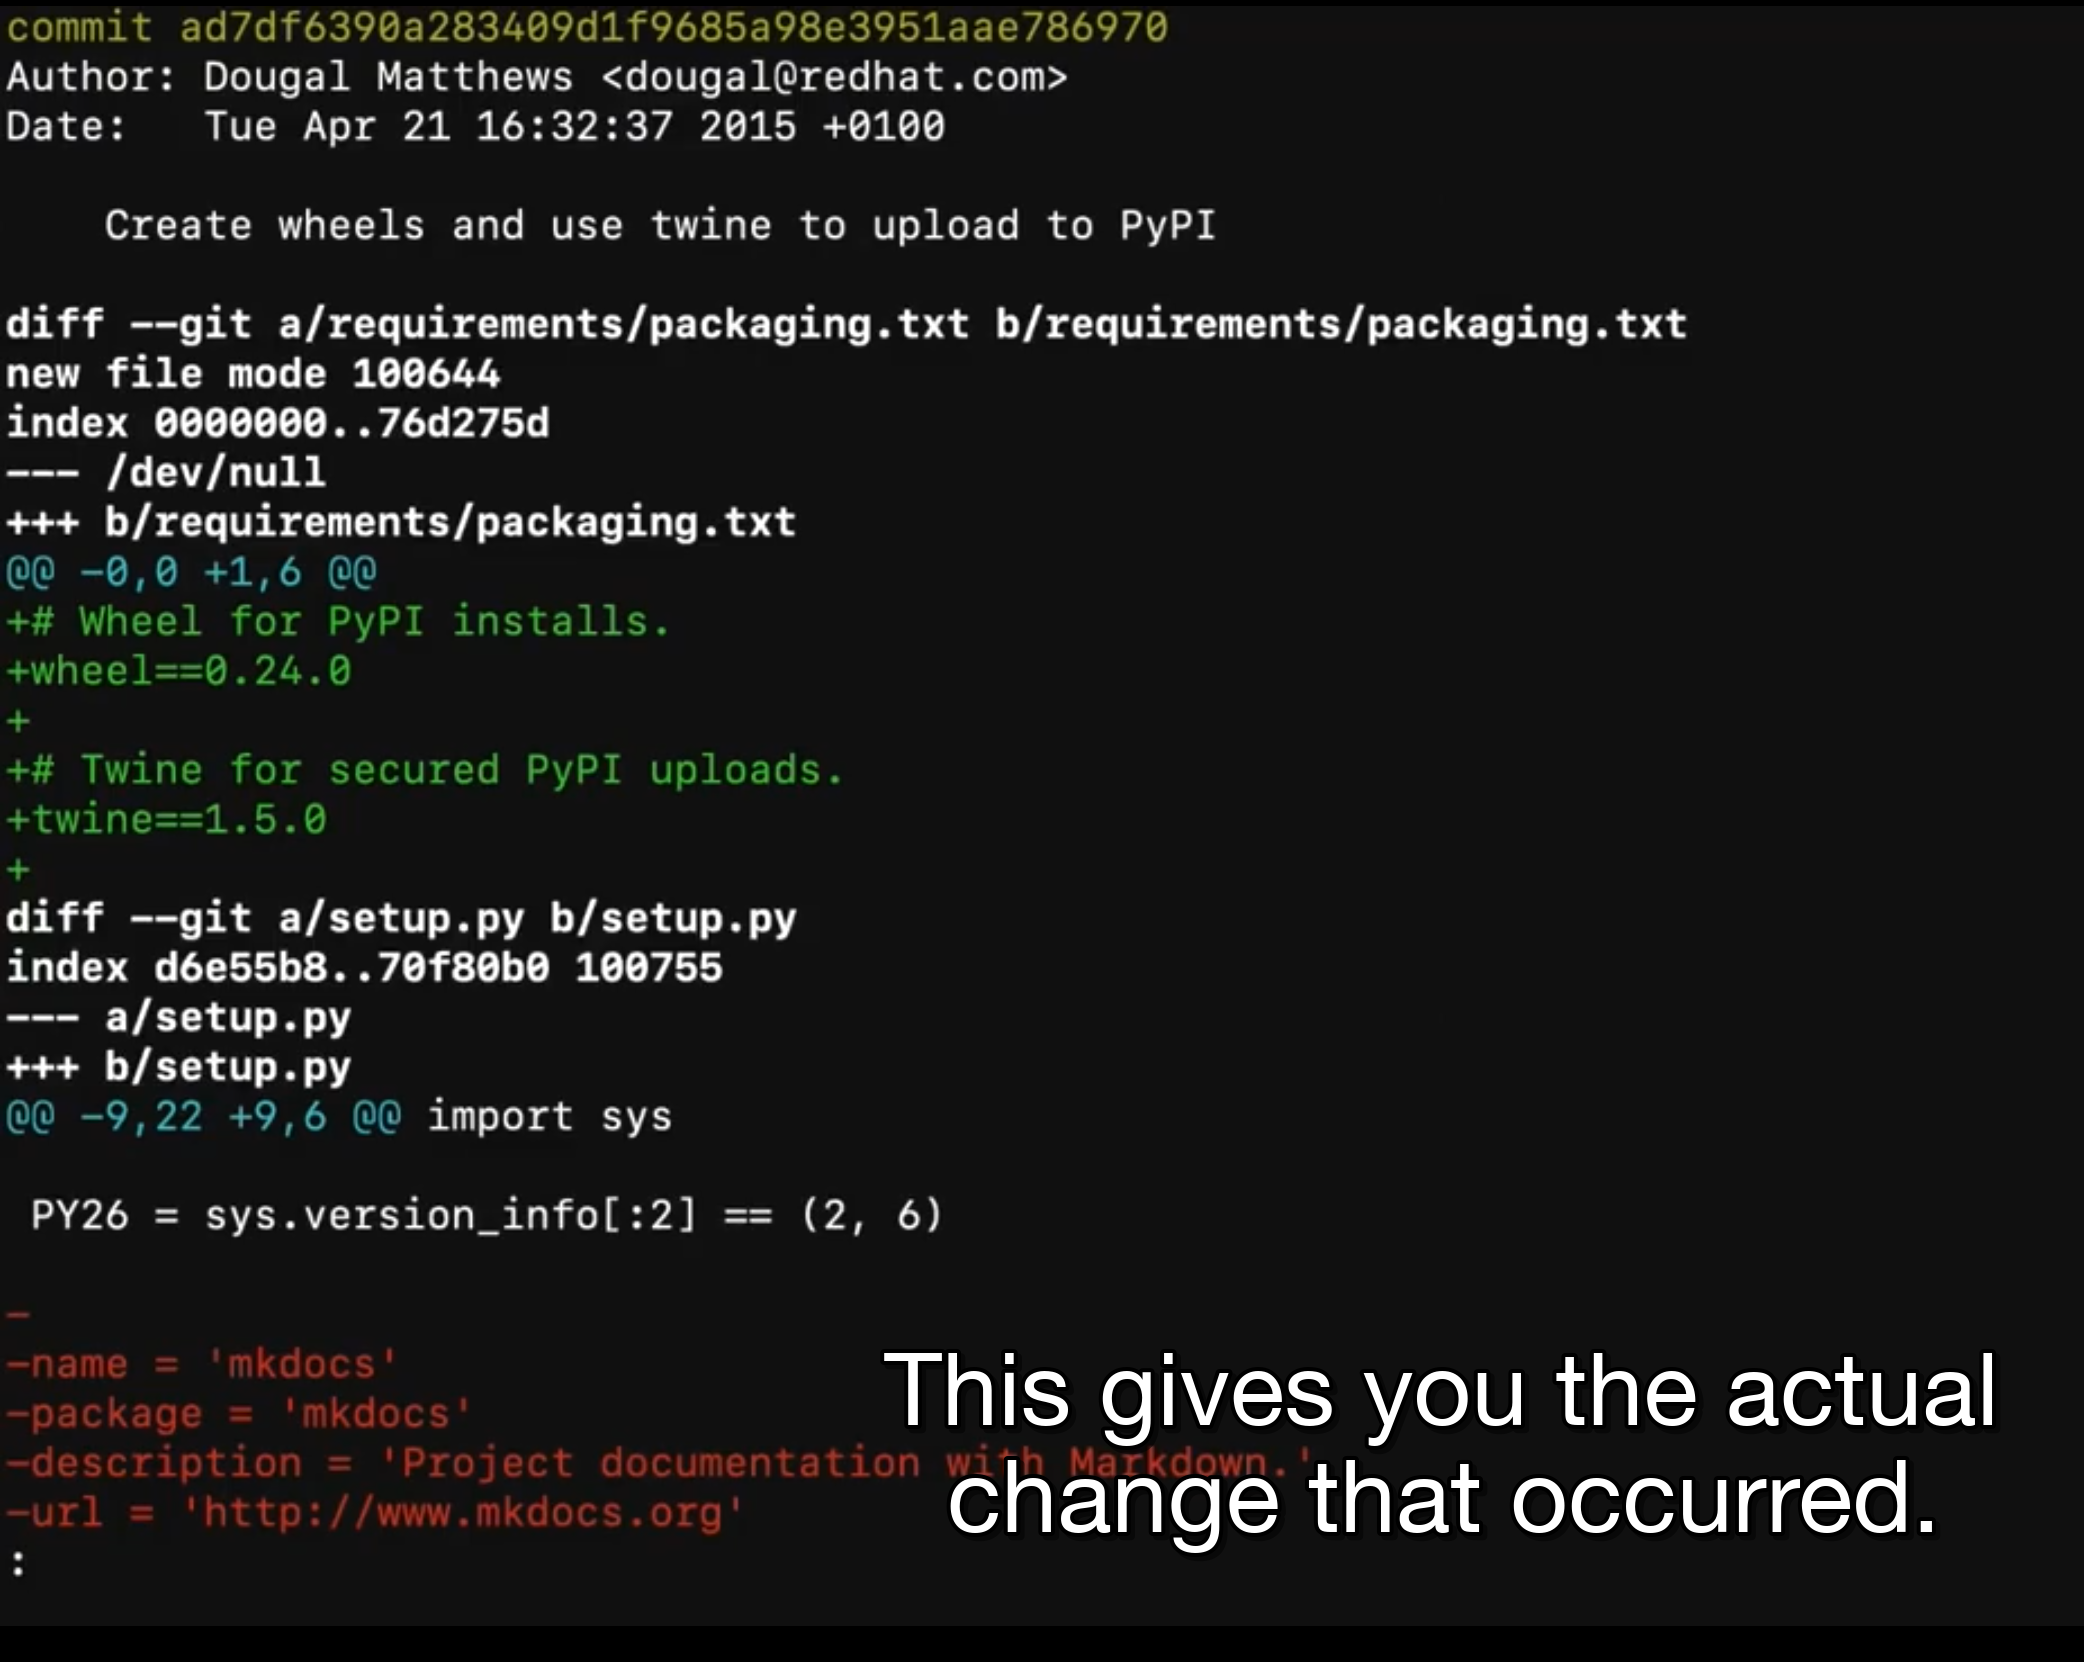 commit ad7df6390a283409d1f9685a98e3951aae786970
Author: Dougal Matthews <dougal@redhat.com>
Date:   Tue Apr 21 16:32:37 2015 +0100

    Create wheels and use twine to upload to PyPI

diff --git a/requirements/packaging.txt b/requirements/packaging.txt
new file mode 100644
index 0000000..76d275d
--- /dev/null
+++ b/requirements/packaging.txt
@@ -0,0 +1,6 @@
+# Wheel for PyPI installs.
+wheel==0.24.0
+
+# Twine for secured PyPI uploads.
+twine==1.5.0
+
diff --git a/setup.py b/setup.py
index d6e55b8..70f80b0 100755
--- a/setup.py
+++ b/setup.py
@@ -9,22 +9,6 @@ import sys

 PY26 = sys.version_info[:2] == (2, 6)

-
-name = 'mkdocs'
-package = 'mkdocs'
-description = 'Project documentation with Markdown.'
-url = 'http://www.mkdocs.org'
:
This gives you the actual
change that occurred.